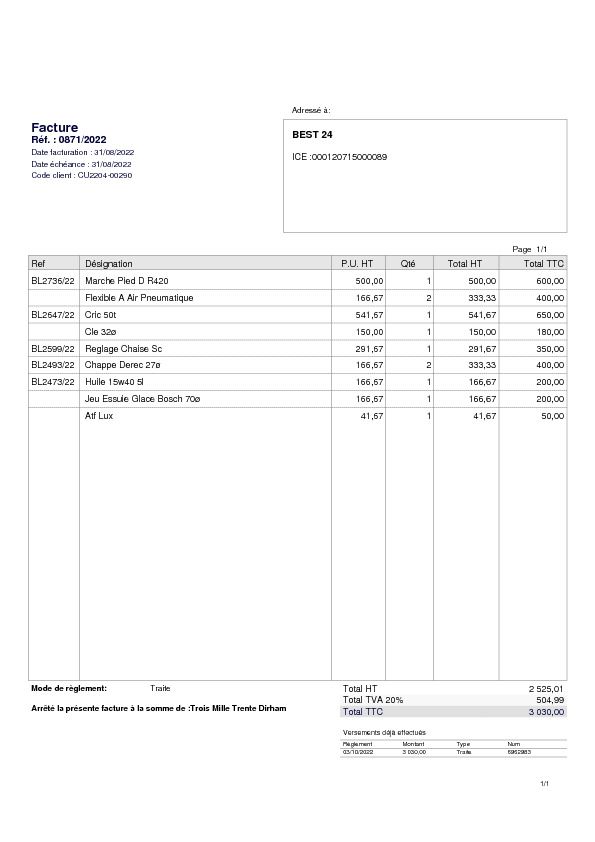 Adressé à:
Facture
Réf. : 0871/2022
Date facturation : 31/08/2022
Date échéance : 31/08/2022
Code client : CU2204-00290
BEST 24
ICE :000120715000089
Page 1/1
Ref Désignation P.U. HT Qté Total HT Total TTC
BL2736/22 Marche Pied D R420 500,00 1 500,00 600,00
Flexible A Air Pneumatique 166,67 2 333,33 400,00
BL2647/22 Cric 50t 541,67 1 541,67 650,00
Cle 32ø 150,00 1 150,00 180,00
BL2599/22 Reglage Chaise Sc 291,67 1 291,67 350,00
BL2493/22 Chappe Derec 27ø 166,67 2 333,33 400,00
BL2473/22 Huile 15w40 5l 166,67 1 166,67 200,00
Jeu Essuie Glace Bosch 70ø 166,67 1 166,67 200,00
Atf Lux 41,67 1 41,67 50,00
Mode de règlement: Traite
Total HT 2 525,01
Total TVA 20% 504,99
Total TTC 3 030,00
Arrêté la présente facture à la somme de :Trois Mille Trente Dirham
Versements déjà effectués
Règlement Montant Type Num
03/10/2022 3 030,00 Traite 6962983
1/1